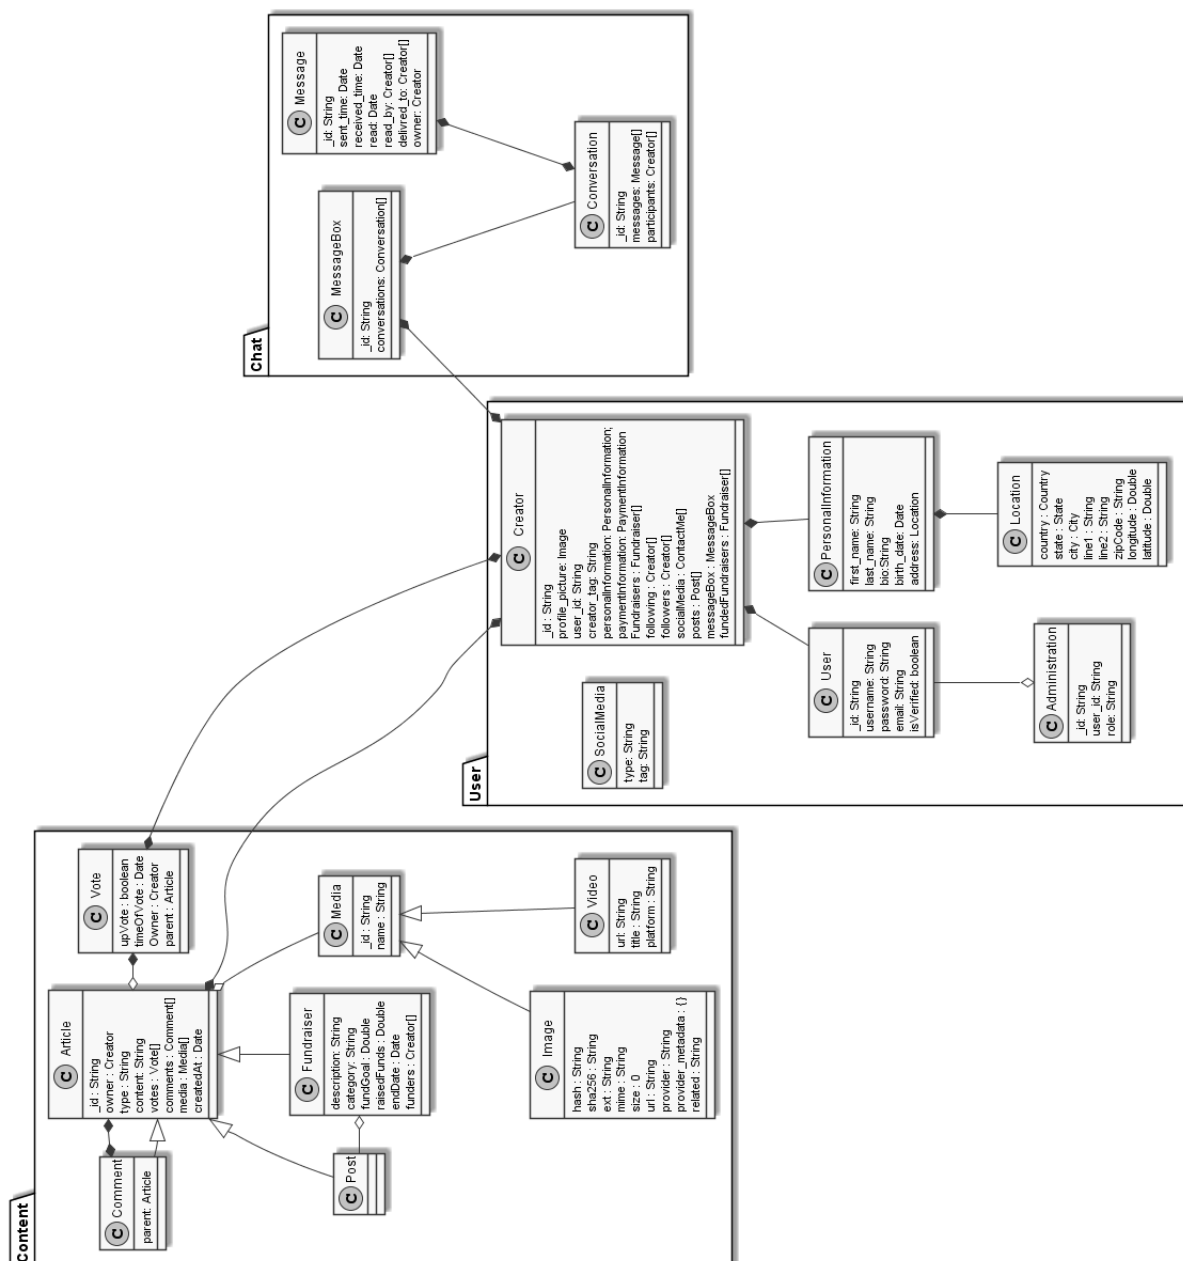 Chat
C Message
_id: String
sent_time: Date
received_time: Date
read: Date
read_by: Creator[]
delivred_to: Creator[]
owner: Creator
C MessageBox
_id: String
conversations: Conversation[]
C Conversation
_id: String
messages: Message[]
participants: Creator[]
User
C Creator
_id : String
profile_picture: Image
user_id: String
creator_tag: String
personalInformation: PersonalInformation;
paymentInformation: PaymentInformation
Fundraisers : Fundraiser[]
following : Creator[]
followers : Creator[]
socialMedia : ContactMe[]
posts : Post[]
messageBox : MessageBox
fundedFundraisers : Fundraiser[]
C SocialMedia
type: String
tag: String
C PersonalInformation
first_name: String
last_name: String
bio:String
birth_date: Date
address: Location
C User
_id: String
username: String
password: String
email: String
isVerified: boolean
C Location
country : Country
state : State
city : City
line1 : String
line2 : String
zipCode : String
longitude : Double
latitude : Double
C Administration
_id: String
user_id: String
role: String
Content
C Vote
upVote : boolean
timeOfVote : Date
Owner : Creator
parent : Article
C Article
_id : String
owner : Creator
type : String
content: String
votes : Vote[]
comments : Comment[]
media : Media[]
createdAt : Date
C Comment
parent: Article
C Media
_id : String
name : String
C Fundraiser
description: String
category: String
fundGoal : Double
raisedFunds : Double
endDate : Date
funders : Creator[]
C Post
C Video
url: String
title : String
platform : String
C Image
hash : String
sha256 : String
ext : String
mime : String
size : 0
url : String
provider : String
provider_metadata : {}
related : String